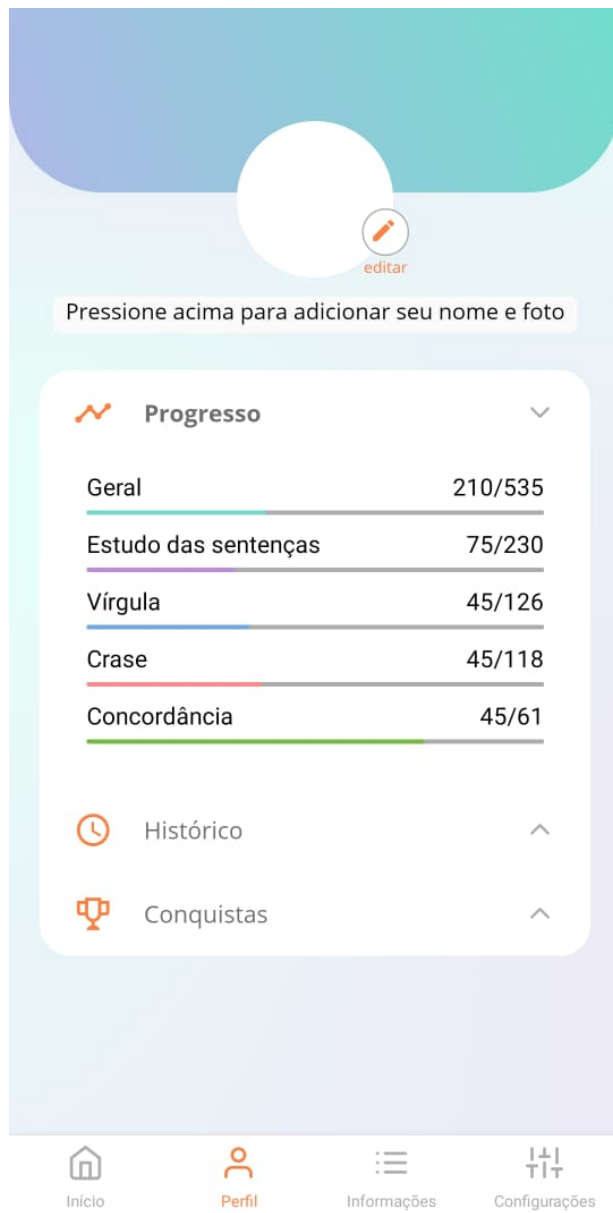 editar
Pressione acima para adicionar seu nome e foto
Progresso
Geral 210/535
Estudo das sentenças 75/230
Vírgula 45/126
Crase 45/118
Concordância 45/61
Histórico
Conquistas
Início Perfil Informações Configurações